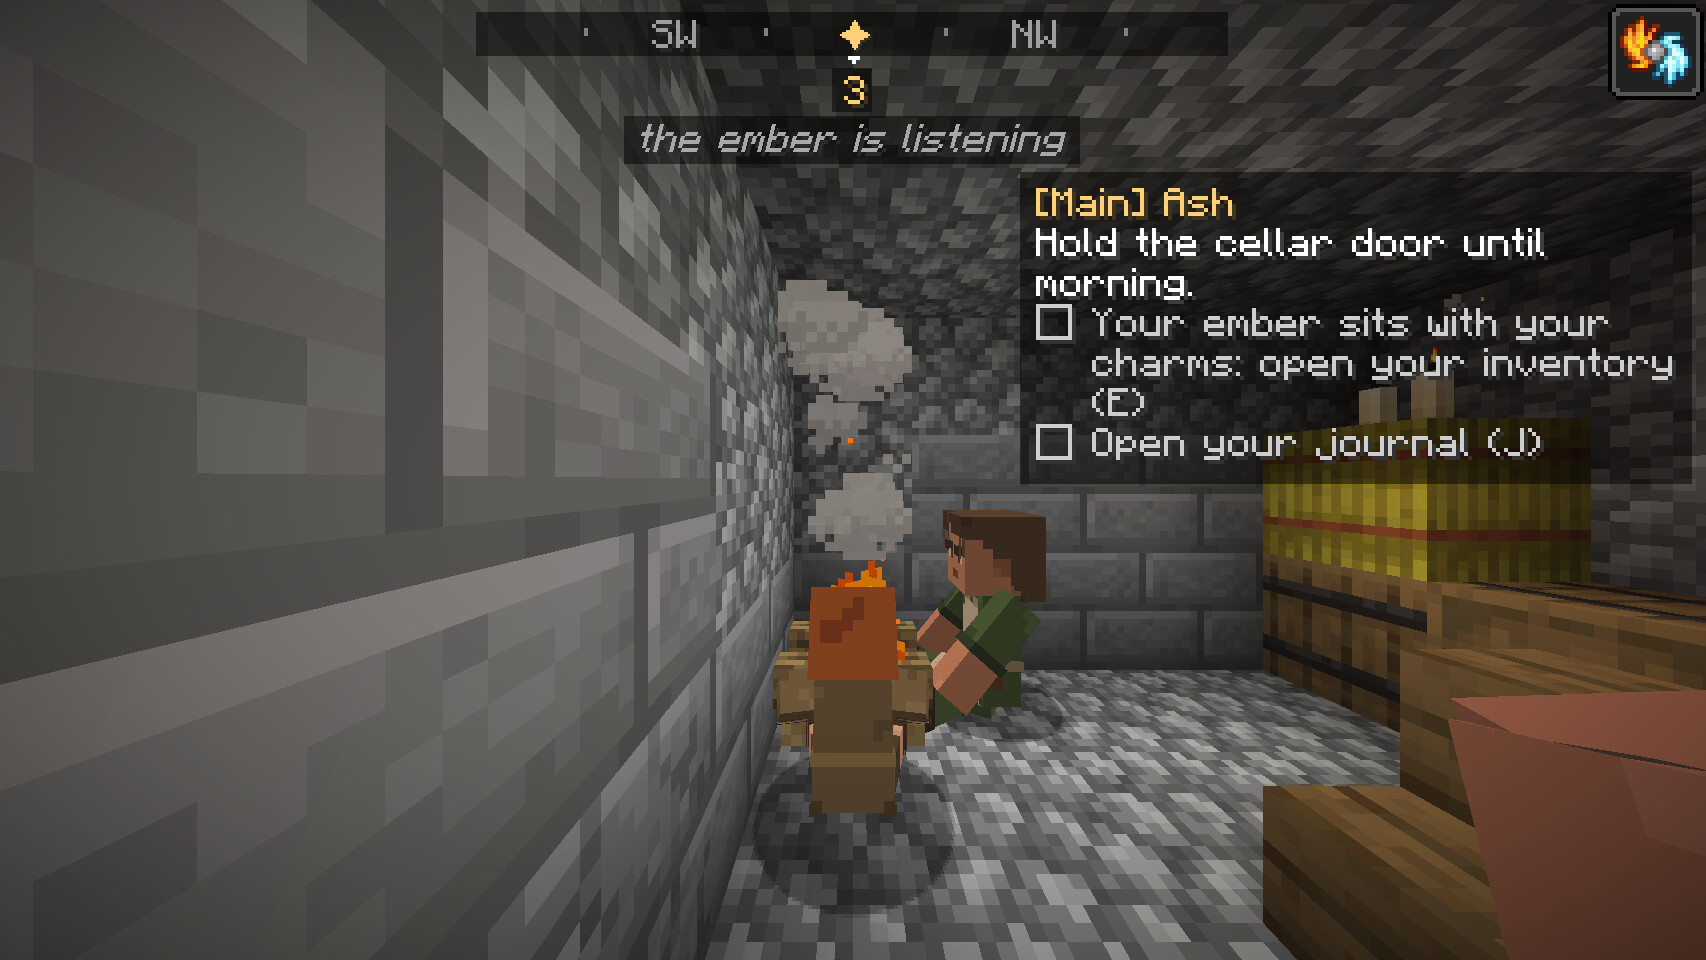 SW
NW
3
the ember is listening
[Main] Ash
Hold the cellar door until
morning.
Your ember sits with your
charms: open your inventory
(E)
Open your journal (J)